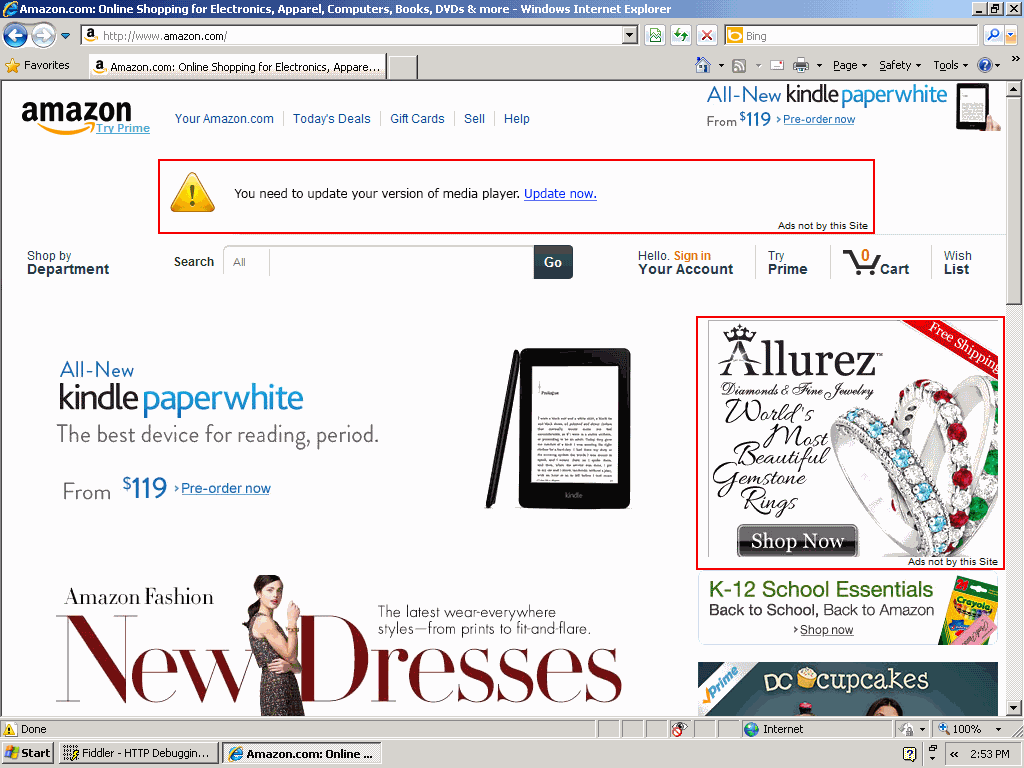 Amazon.com: Online Shopping for Electronics, Apparel, Computers, Books, DVDs & more - Windows Internet Explorer
http://www.amazon.com/
Bing
Favorites
Amazon.com: Online Shopping for Electronics, Appare...
Page
Safety
Tools
amazon
Try Prime
Your Amazon.com
Today's Deals
Gift Cards
Sell
Help
All-New kindle paperwhite
From $119 › Pre-order now
You need to update your version of media player. Update now.
Ads not by this Site
Shop by
Department
Search
All
Go
Hello. Sign in
Your Account
Try
Prime
0
Cart
Wish
List
All-New
kindle paperwhite
The best device for reading, period.
From $119 › Pre-order now
Prologue
kindle
Free Shipping
Allurez™
Diamonds & Fine Jewelry
World's
Most
Beautiful
Gemstone
Rings
Shop Now
Ads not by this Site
K-12 School Essentials
Back to School, Back to Amazon
›Shop now
Crayola
Amazon Fashion
New Dresses
The latest wear-everywhere
styles—from prints to fit-and-flare.
Prime
DC cupcakes
Done
Internet
100%
Start
Fiddler - HTTP Debuggin...
Amazon.com: Online ...
2:53 PM